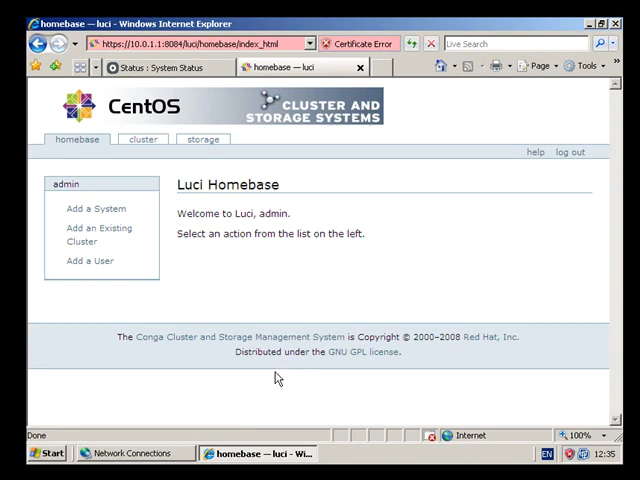 homebase — luci - Windows Internet Explorer
https://10.0.1.1:8084/luci/homebase/index_html
Certificate Error
Live Search
Status : System Status
homebase — luci
Page
Tools
CentOS
CLUSTER AND
STORAGE SYSTEMS
homebase
cluster
storage
help
log out
admin
Add a System
Add an Existing
Cluster
Add a User
Luci Homebase
Welcome to Luci, admin.
Select an action from the list on the left.
The Conga Cluster and Storage Management System is Copyright © 2000–2008 Red Hat, Inc.
Distributed under the GNU GPL license.
Done
Internet
100%
Start
Network Connections
homebase — luci - Wi...
EN
12:35